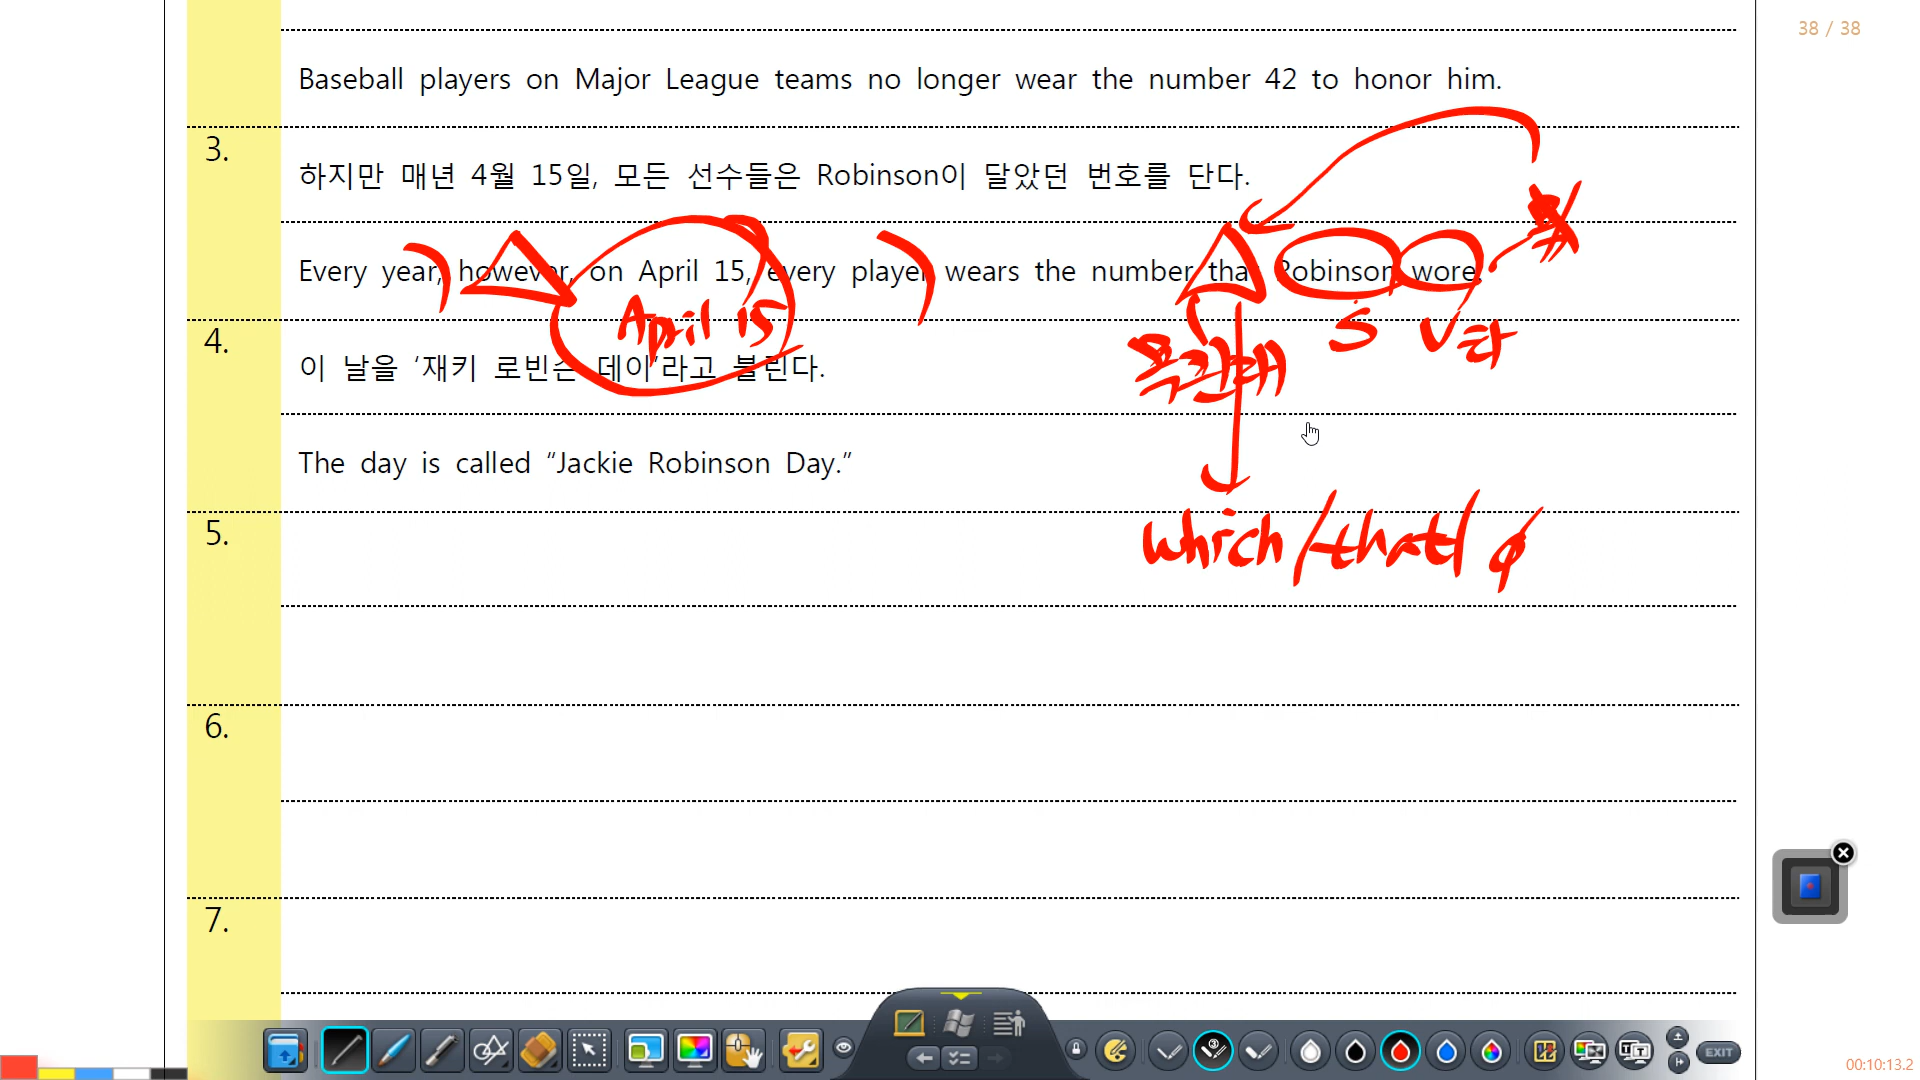 38 / 38
Baseball players on Major League teams no longer wear the number 42 to honor him.
3.
하지만 매년 4월 15일, 모든 선수들은 Robinson이 달았던 번호를 단다.
Every year, however, on April 15, every player wears the number that Robinson wore.
April 15
S V타
목관대
4.
이 날을 ‘재키 로빈슨 데이’라고 불린다.
The day is called “Jackie Robinson Day.”
which/that/ φ
5.
6.
7.
EXIT
00:10:13.2